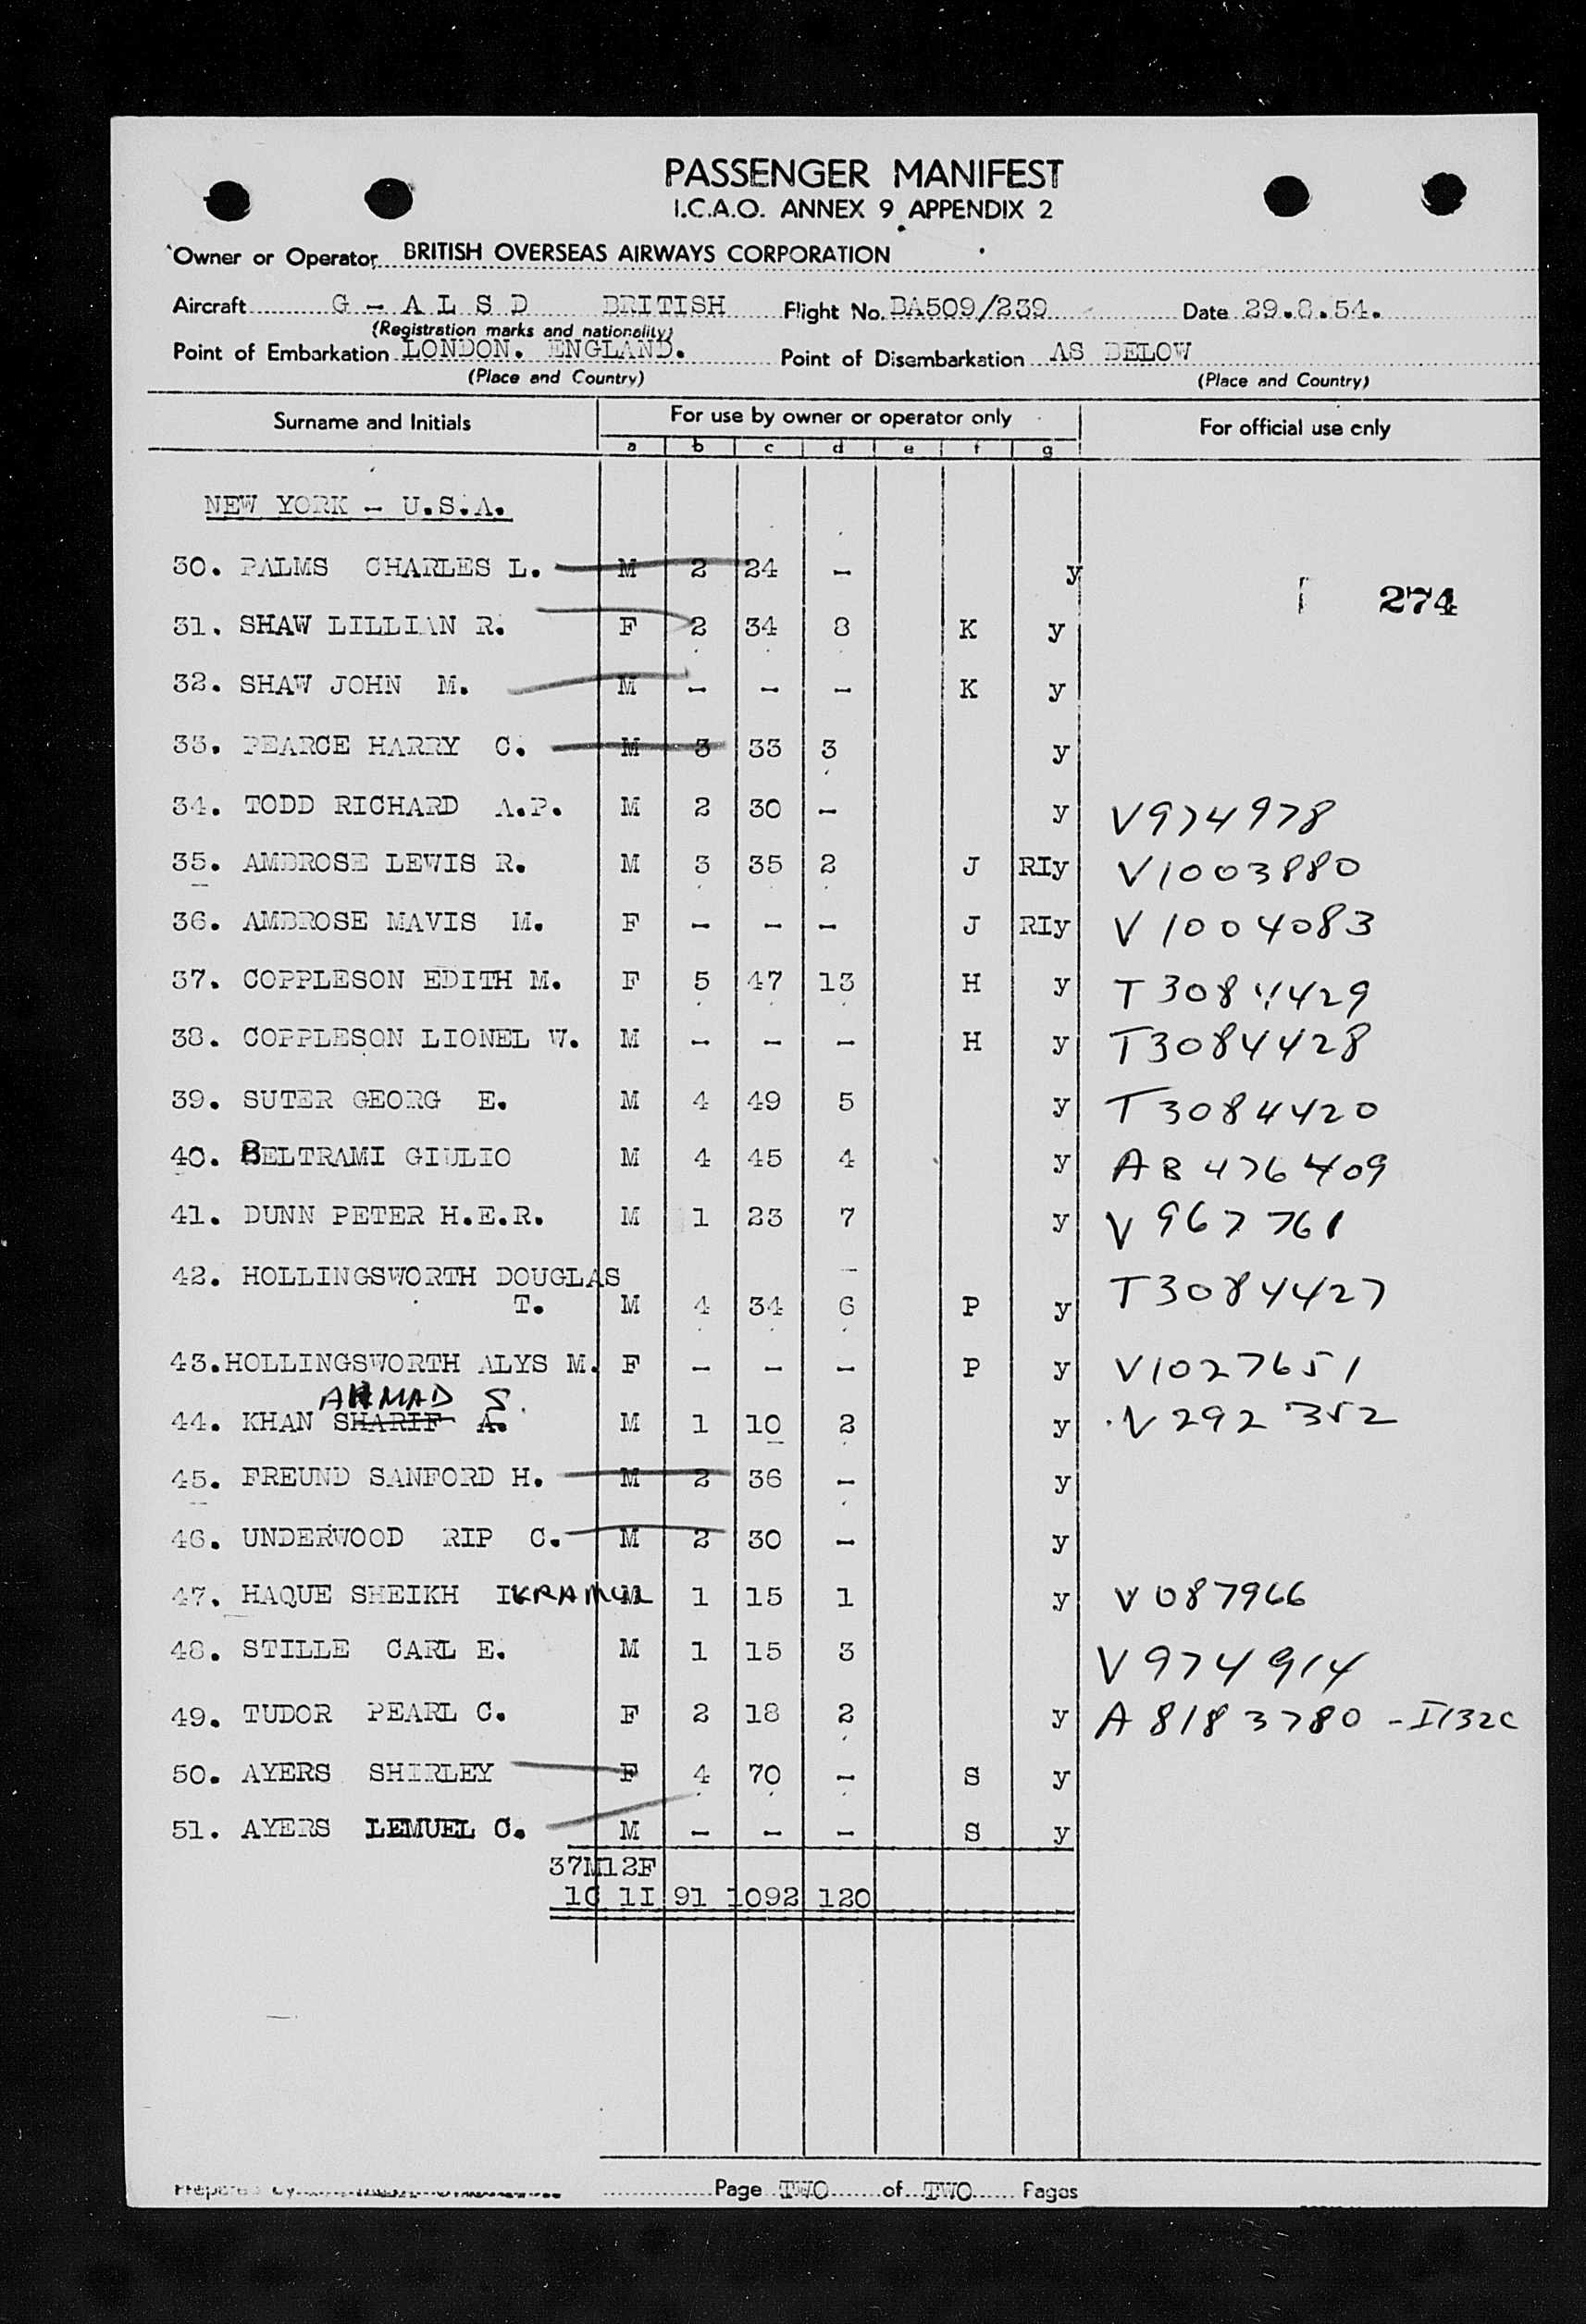 PASSENGER MANIFEST
I.C.A.O. ANNEX 9 APPENDIX 2
Owner or Operator BRITISH OVERSEAS AIRWAYS CORPORATION
Aircraft G - A L S D BRITISH Flight No. BA509/239 Date 29.8.54.
(Registration marks and nationality)
Point of Embarkation LONDON. ENGLAND. Point of Disembarkation AS BELOW
(Place and Country) (Place and Country)
Surname and Initials For use by owner or operator only For official use only
a b c d e f g
NEW YORK - U.S.A.
30. PALMS CHARLES L. M 2 24 - y
274
31. SHAW LILLIAN R. F 2 34 8 K y
32. SHAW JOHN M. M - - - K y
33. PEARCE HARRY C. M 3 33 3 y
34. TODD RICHARD A.P. M 2 30 - y V974978
35. AMBROSE LEWIS R. M 3 35 2 J RIy V1003880
36. AMBROSE MAVIS M. F - - - J RIy V1004083
37. COPPLESON EDITH M. F 5 47 13 H y T3084429
38. COPPLESON LIONEL W. M - - - H y T3084428
39. SUTER GEORG E. M 4 49 5 y T3084420
40. BELTRAMI GIULIO M 4 45 4 y AB476409
41. DUNN PETER H.E.R. M 1 23 7 y V967761
42. HOLLINGSWORTH DOUGLAS -
T. M 4 34 6 P y T3084427
43. HOLLINGSWORTH ALYS M. F - - - P y V1027651
AHMAD S.
44. KHAN SHARIF A. M 1 10 2 y V292352
45. FREUND SANFORD H. M 2 36 - y
46. UNDERWOOD RIP C. M 2 30 - y
47. HAQUE SHEIKH IKRAMUL M 1 15 1 y V087966
48. STILLE CARL E. M 1 15 3 V974914
49. TUDOR PEARL C. F 2 18 2 y A8183780 - I132C
50. AYERS SHIRLEY F 4 70 - S y
51. AYERS LEMUEL C. M - - - S y
37M12F
1C 1I 91 1092 120
Prepared by Page TWO of TWO Pages